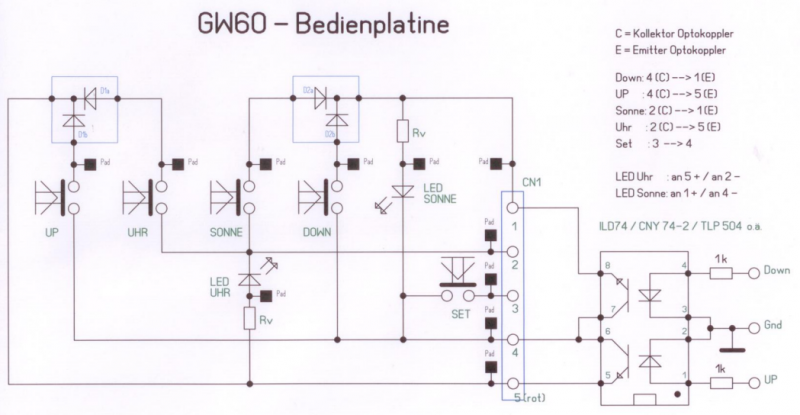 GW60 – Bedienplatine
C = Kollektor Optokoppler
E = Emitter Optokoppler
Down: 4(C) --> 1(E)
UP : 4(C) --> 5(E)
Sonne: 2(C) --> 1(E)
Uhr : 2(C) --> 5(E)
Set : 3 --> 4
LED Uhr : an 5 + / an 2 –
LED Sonne: an 1+ / an 4 –
D1a
D1b
D2a
D2b
Rv
Pad
Pad
Pad
Pad
Pad
Pad
LED
SONNE
CN1
UP
UHR
SONNE
DOWN
1
Pad
2
LED
UHR
Pad
Rv
Pad
SET
3
Pad
4
Pad
5 (rot)
ILD74 / CNY 74-2 / TLP 504 o.ä.
8
4
1k
Down
7
3
6
2
Gnd
5
1
1k
UP